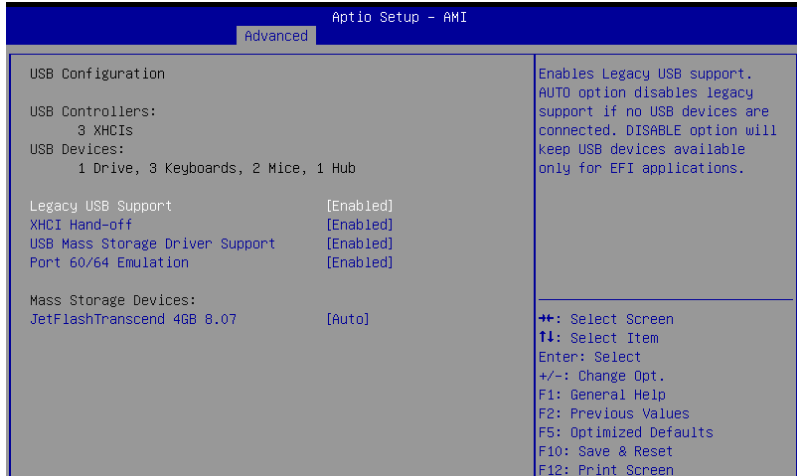 Aptio Setup – AMI
Advanced
USB Configuration
USB Controllers:
3 XHCIs
USB Devices:
1 Drive, 3 Keyboards, 2 Mice, 1 Hub
Legacy USB Support [Enabled]
XHCI Hand-off [Enabled]
USB Mass Storage Driver Support [Enabled]
Port 60/64 Emulation [Enabled]
Mass Storage Devices:
JetFlashTranscend 4GB 8.07 [Auto]
Enables Legacy USB support.
AUTO option disables legacy
support if no USB devices are
connected. DISABLE option will
keep USB devices available
only for EFI applications.
→←: Select Screen
↑↓: Select Item
Enter: Select
+/-: Change Opt.
F1: General Help
F2: Previous Values
F5: Optimized Defaults
F10: Save & Reset
F12: Print Screen